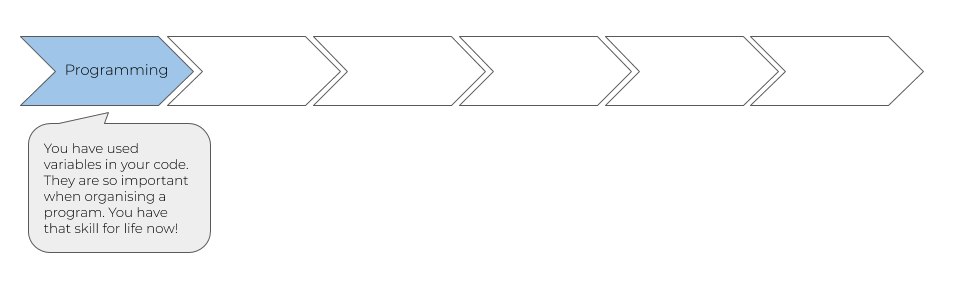 Programming
You have used
variables in your code.
They are so important
when organising a
program. You have
that skill for life now!